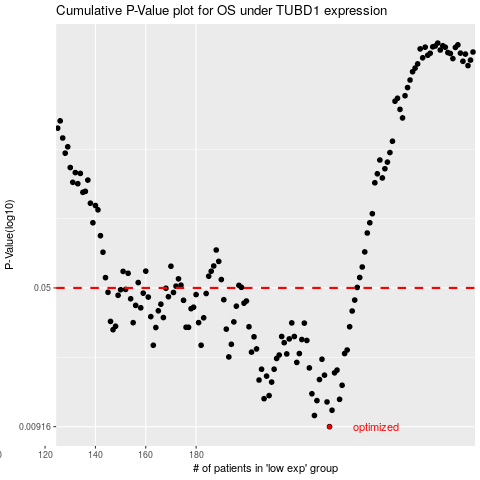 Cumulative P-Value plot for OS under TUBD1 expression
P-Value(log10)
0.05
0.00916
optimized
0 120 140 160 180
# of patients in 'low exp' group